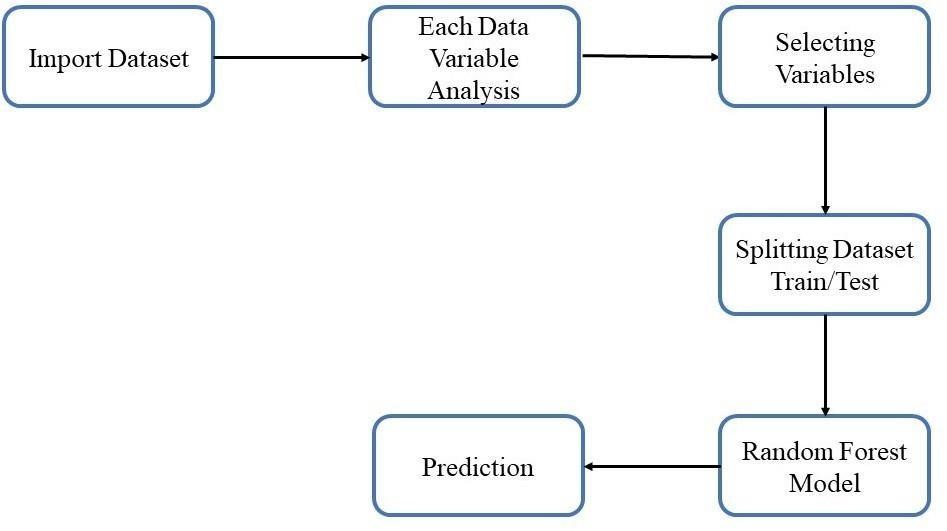 Import Dataset
Each Data
Variable
Analysis
Selecting
Variables
Splitting Dataset
Train/Test
Random Forest
Model
Prediction